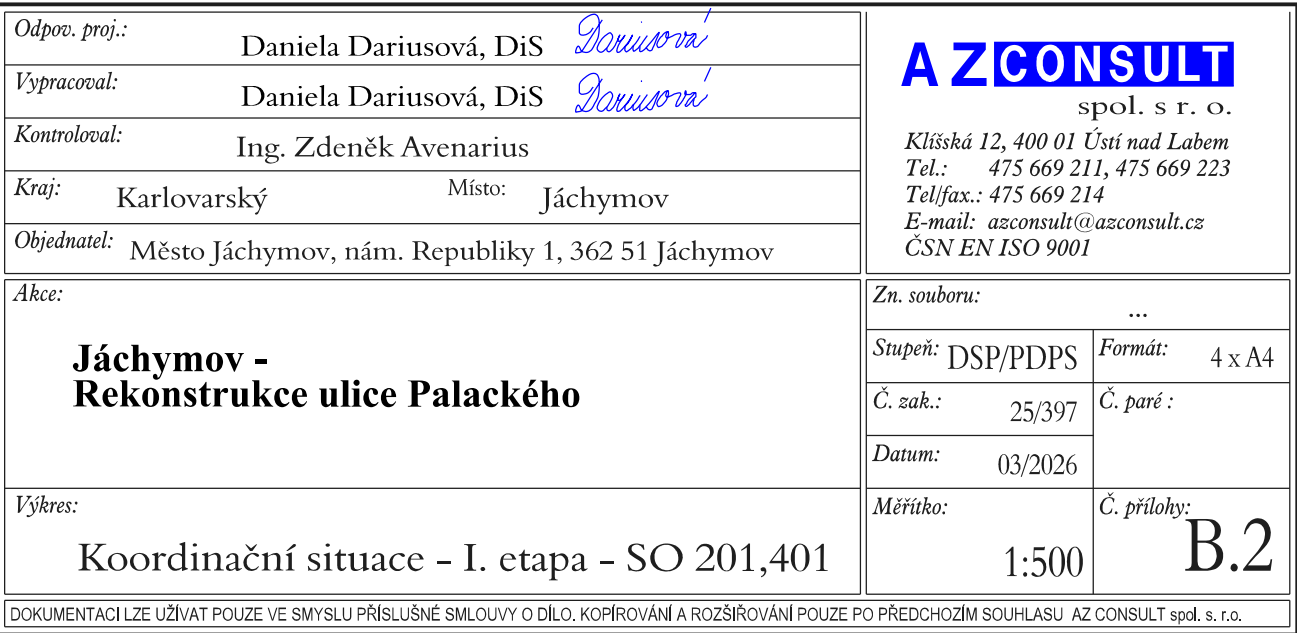 Odpov. proj.: Daniela Dariusová, DiS Dariusová
Vypracoval: Daniela Dariusová, DiS Dariusová
Kontroloval: Ing. Zdeněk Avenarius
Kraj: Karlovarský Místo: Jáchymov
Objednatel: Město Jáchymov, nám. Republiky 1, 362 51 Jáchymov
AZCONSULT
spol. s r. o.
Klíšská 12, 400 01 Ústí nad Labem
Tel.: 475 669 211, 475 669 223
Tel/fax.: 475 669 214
E-mail: azconsult@azconsult.cz
ČSN EN ISO 9001
Akce:
Jáchymov -
Rekonstrukce ulice Palackého
Zn. souboru: ...
Stupeň: DSP/PDPS Formát: 4 x A4
Č. zak.: 25/397 Č. paré :
Datum: 03/2026
Výkres:
Koordinační situace - I. etapa - SO 201,401
Měřítko: 1:500
Č. přílohy: B.2
DOKUMENTACI LZE UŽÍVAT POUZE VE SMYSLU PŘÍSLUŠNÉ SMLOUVY O DÍLO. KOPÍROVÁNÍ A ROZŠIŘOVÁNÍ POUZE PO PŘEDCHOZÍM SOUHLASU AZ CONSULT spol. s. r.o.